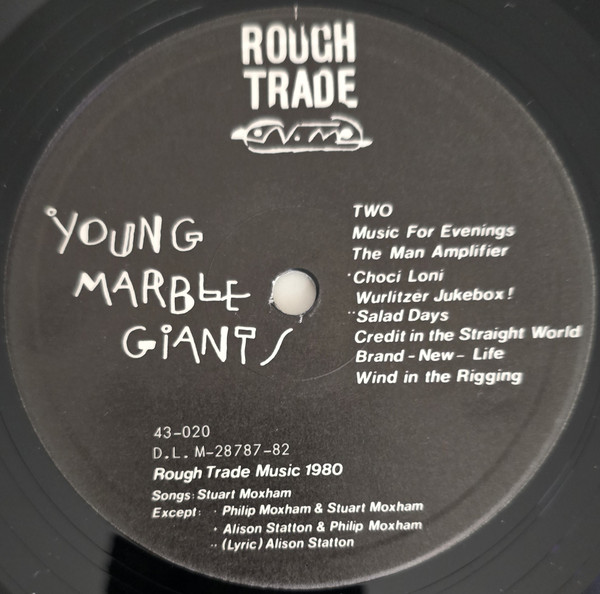 ROUGH
TRADE
YOUNG
MARBLE
GIANTS
TWO
Music For Evenings
The Man Amplifier
·Choci Loni
Wurlitzer Jukebox!
··Salad Days
Credit in the Straight World
Brand-New- Life
Wind in the Rigging
43-020
D.L. M-28787-82
Rough Trade Music 1980
Songs: Stuart Moxham
Except: · Philip Moxham & Stuart Moxham
· Alison Statton & Philip Moxham
·· (Lyric) Alison Statton